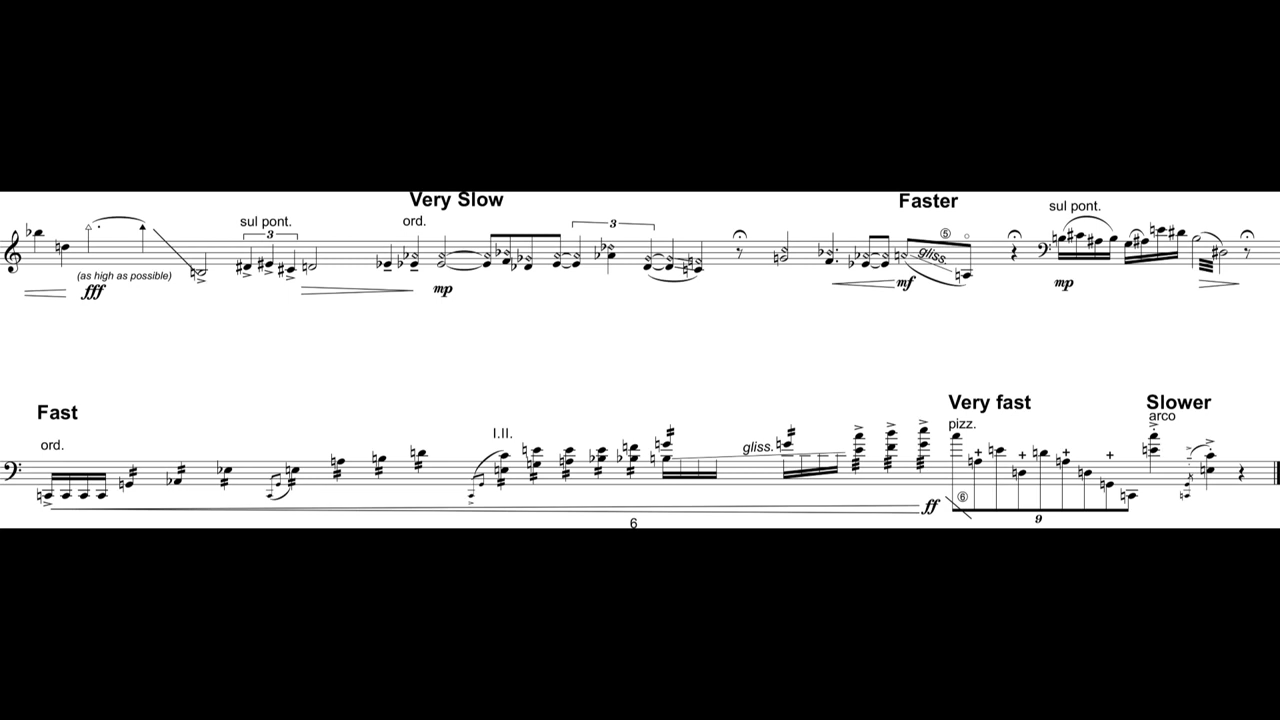 Very Slow
Faster
sul pont.
ord.
3
3
⑤
sul pont.
gliss.
(as high as possible)
fff
mp
mf
mp
Fast
ord.
I.II.
gliss.
Very fast
pizz.
Slower
arco
ff
⑥
9
6